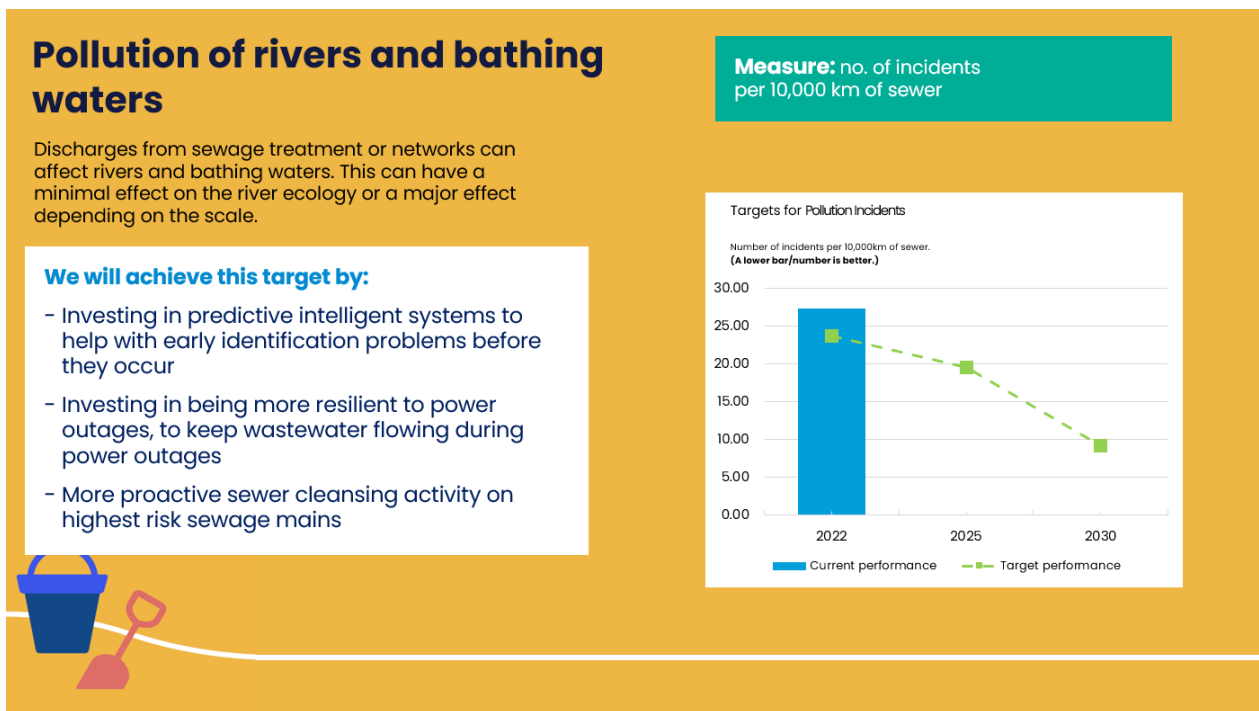 Pollution of rivers and bathing
waters
Discharges from sewage treatment or networks can
affect rivers and bathing waters. This can have a
minimal effect on the river ecology or a major effect
depending on the scale.
We will achieve this target by:
- Investing in predictive intelligent systems to
help with early identification problems before
they occur
- Investing in being more resilient to power
outages, to keep wastewater flowing during
power outages
- More proactive sewer cleansing activity on
highest risk sewage mains
Measure: no. of incidents
per 10,000 km of sewer
Targets for Pollution Incidents
Number of incidents per 10,000km of sewer.
(A lower bar/number is better.)
30.00
25.00
20.00
15.00
10.00
5.00
0.00
2022 2025 2030
Current performance Target performance